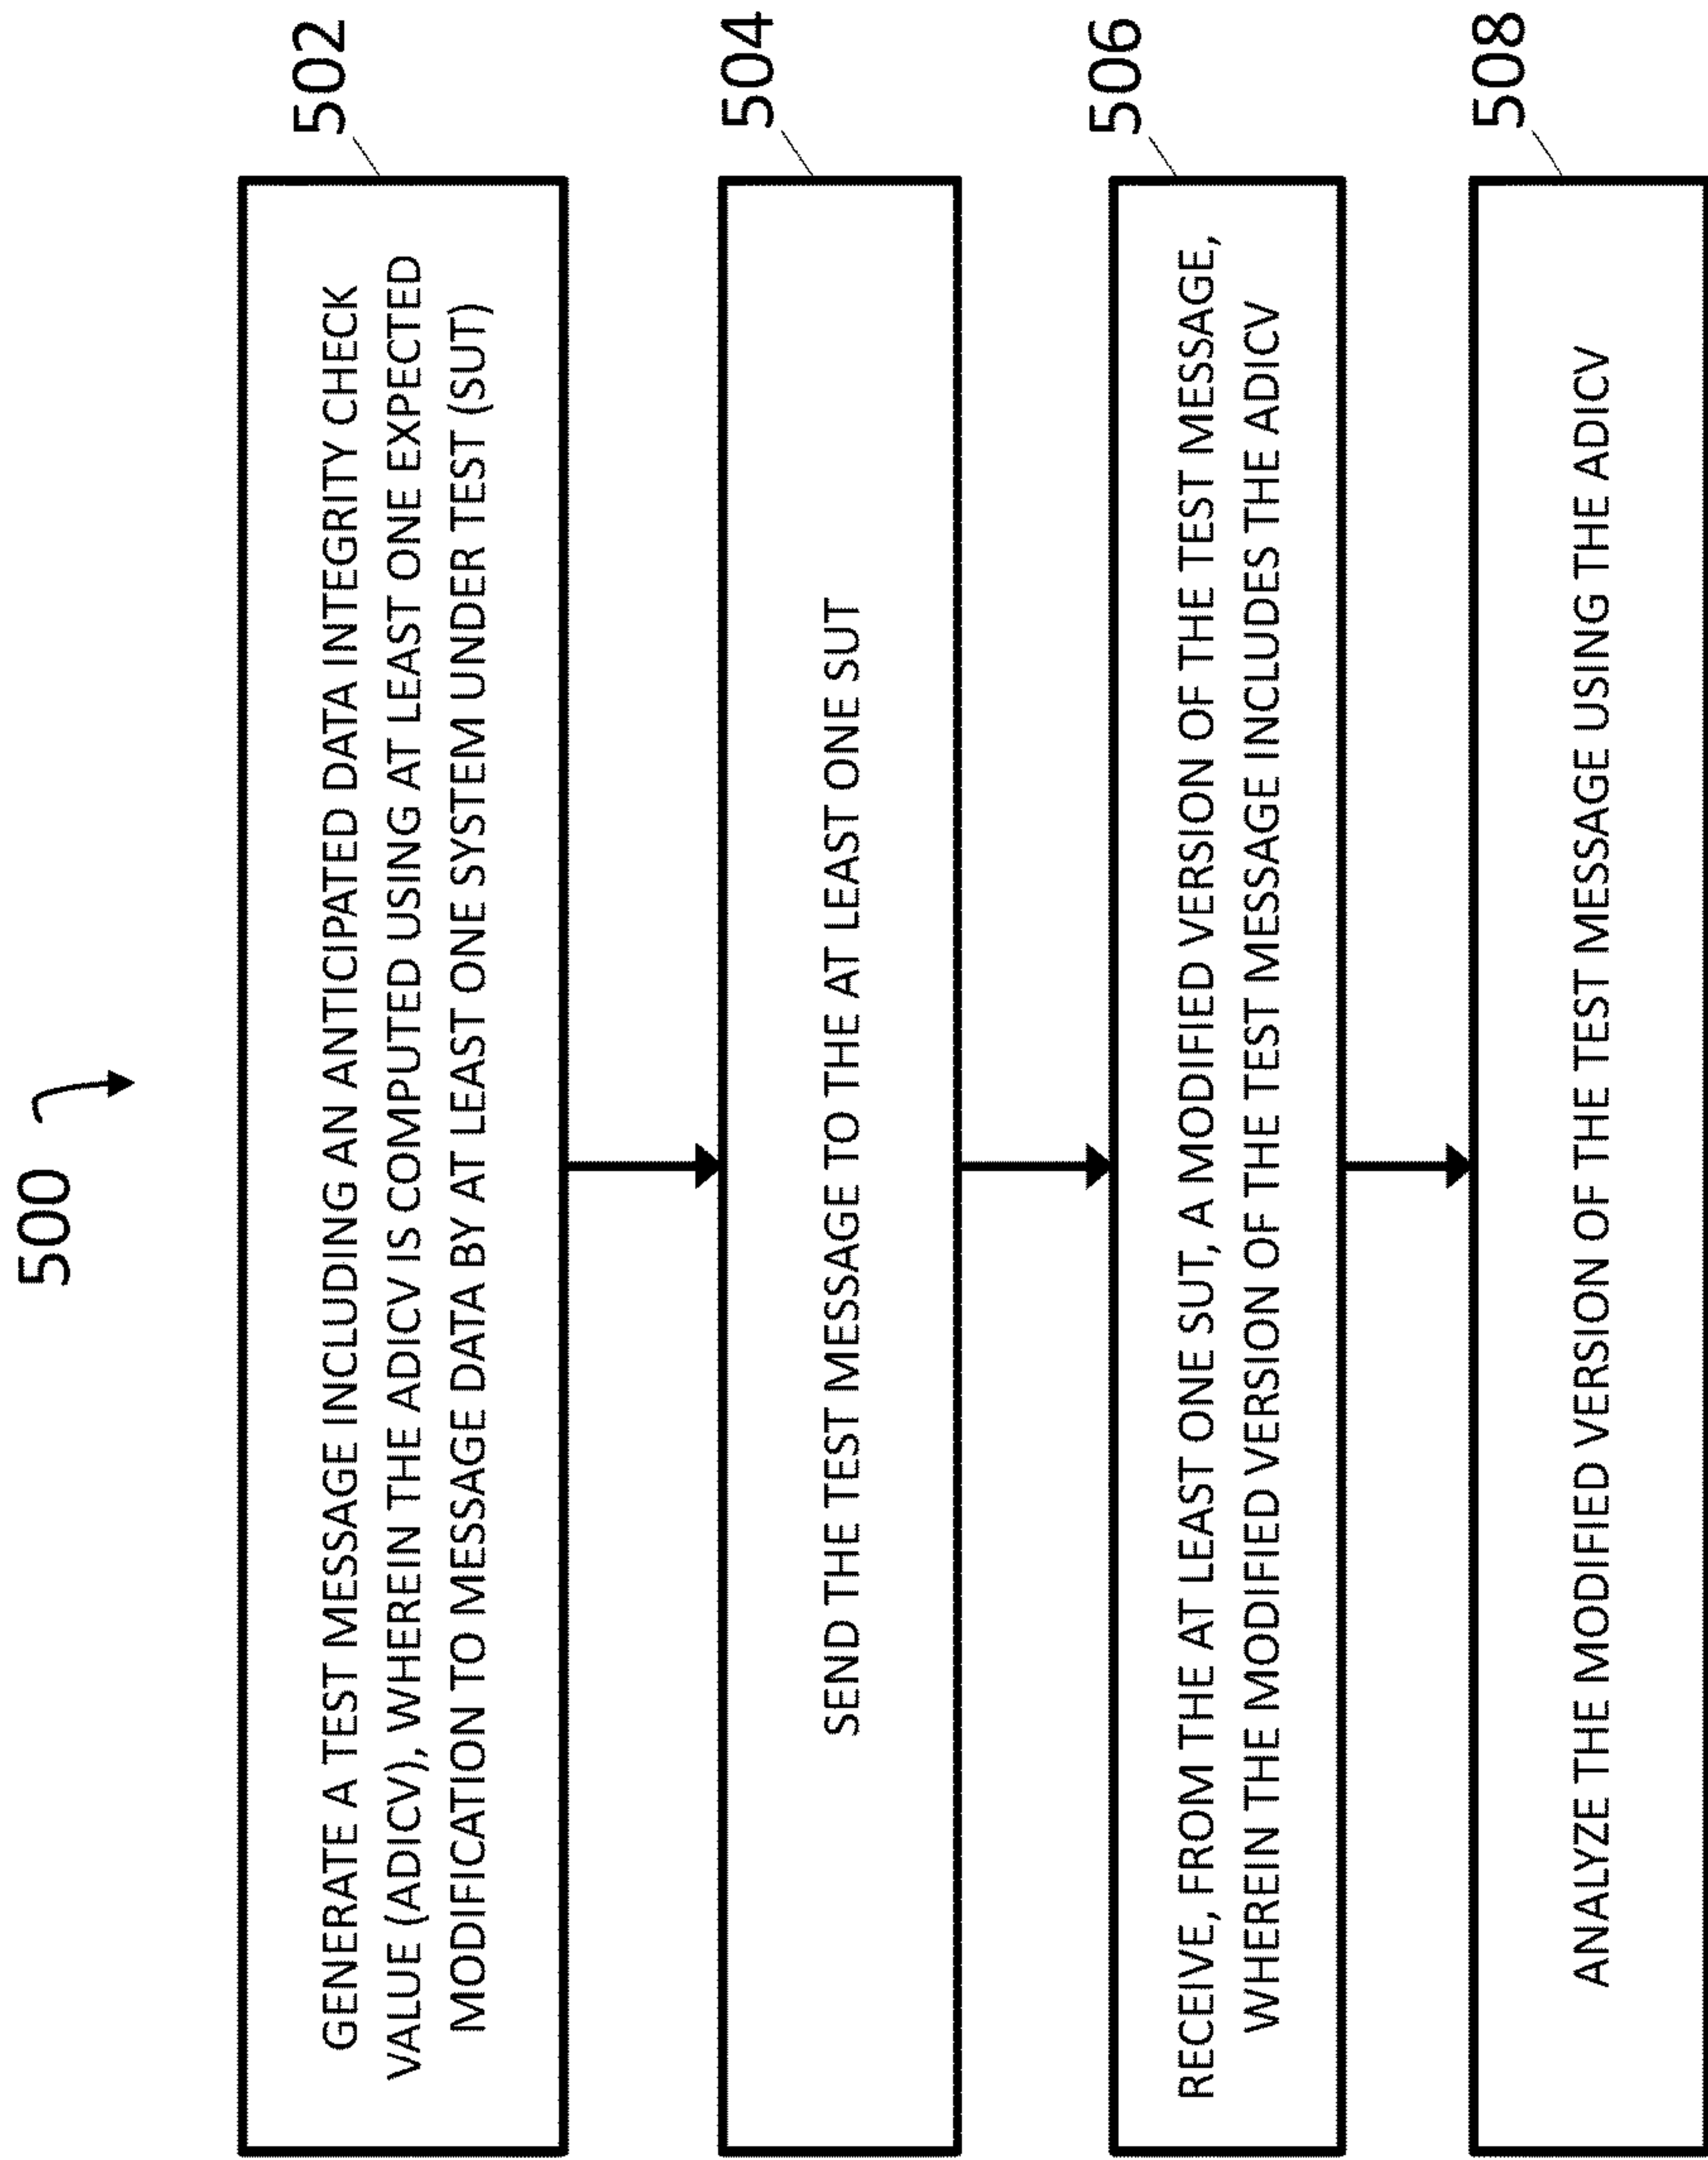 500
502
GENERATE A TEST MESSAGE INCLUDING AN ANTICIPATED DATA INTEGRITY CHECK
VALUE (ADICV), WHEREIN THE ADICV IS COMPUTED USING AT LEAST ONE EXPECTED
MODIFICATION TO MESSAGE DATA BY AT LEAST ONE SYSTEM UNDER TEST (SUT)
504
SEND THE TEST MESSAGE TO THE AT LEAST ONE SUT
506
RECEIVE, FROM THE AT LEAST ONE SUT, A MODIFIED VERSION OF THE TEST MESSAGE,
WHEREIN THE MODIFIED VERSION OF THE TEST MESSAGE INCLUDES THE ADICV
508
ANALYZE THE MODIFIED VERSION OF THE TEST MESSAGE USING THE ADICV